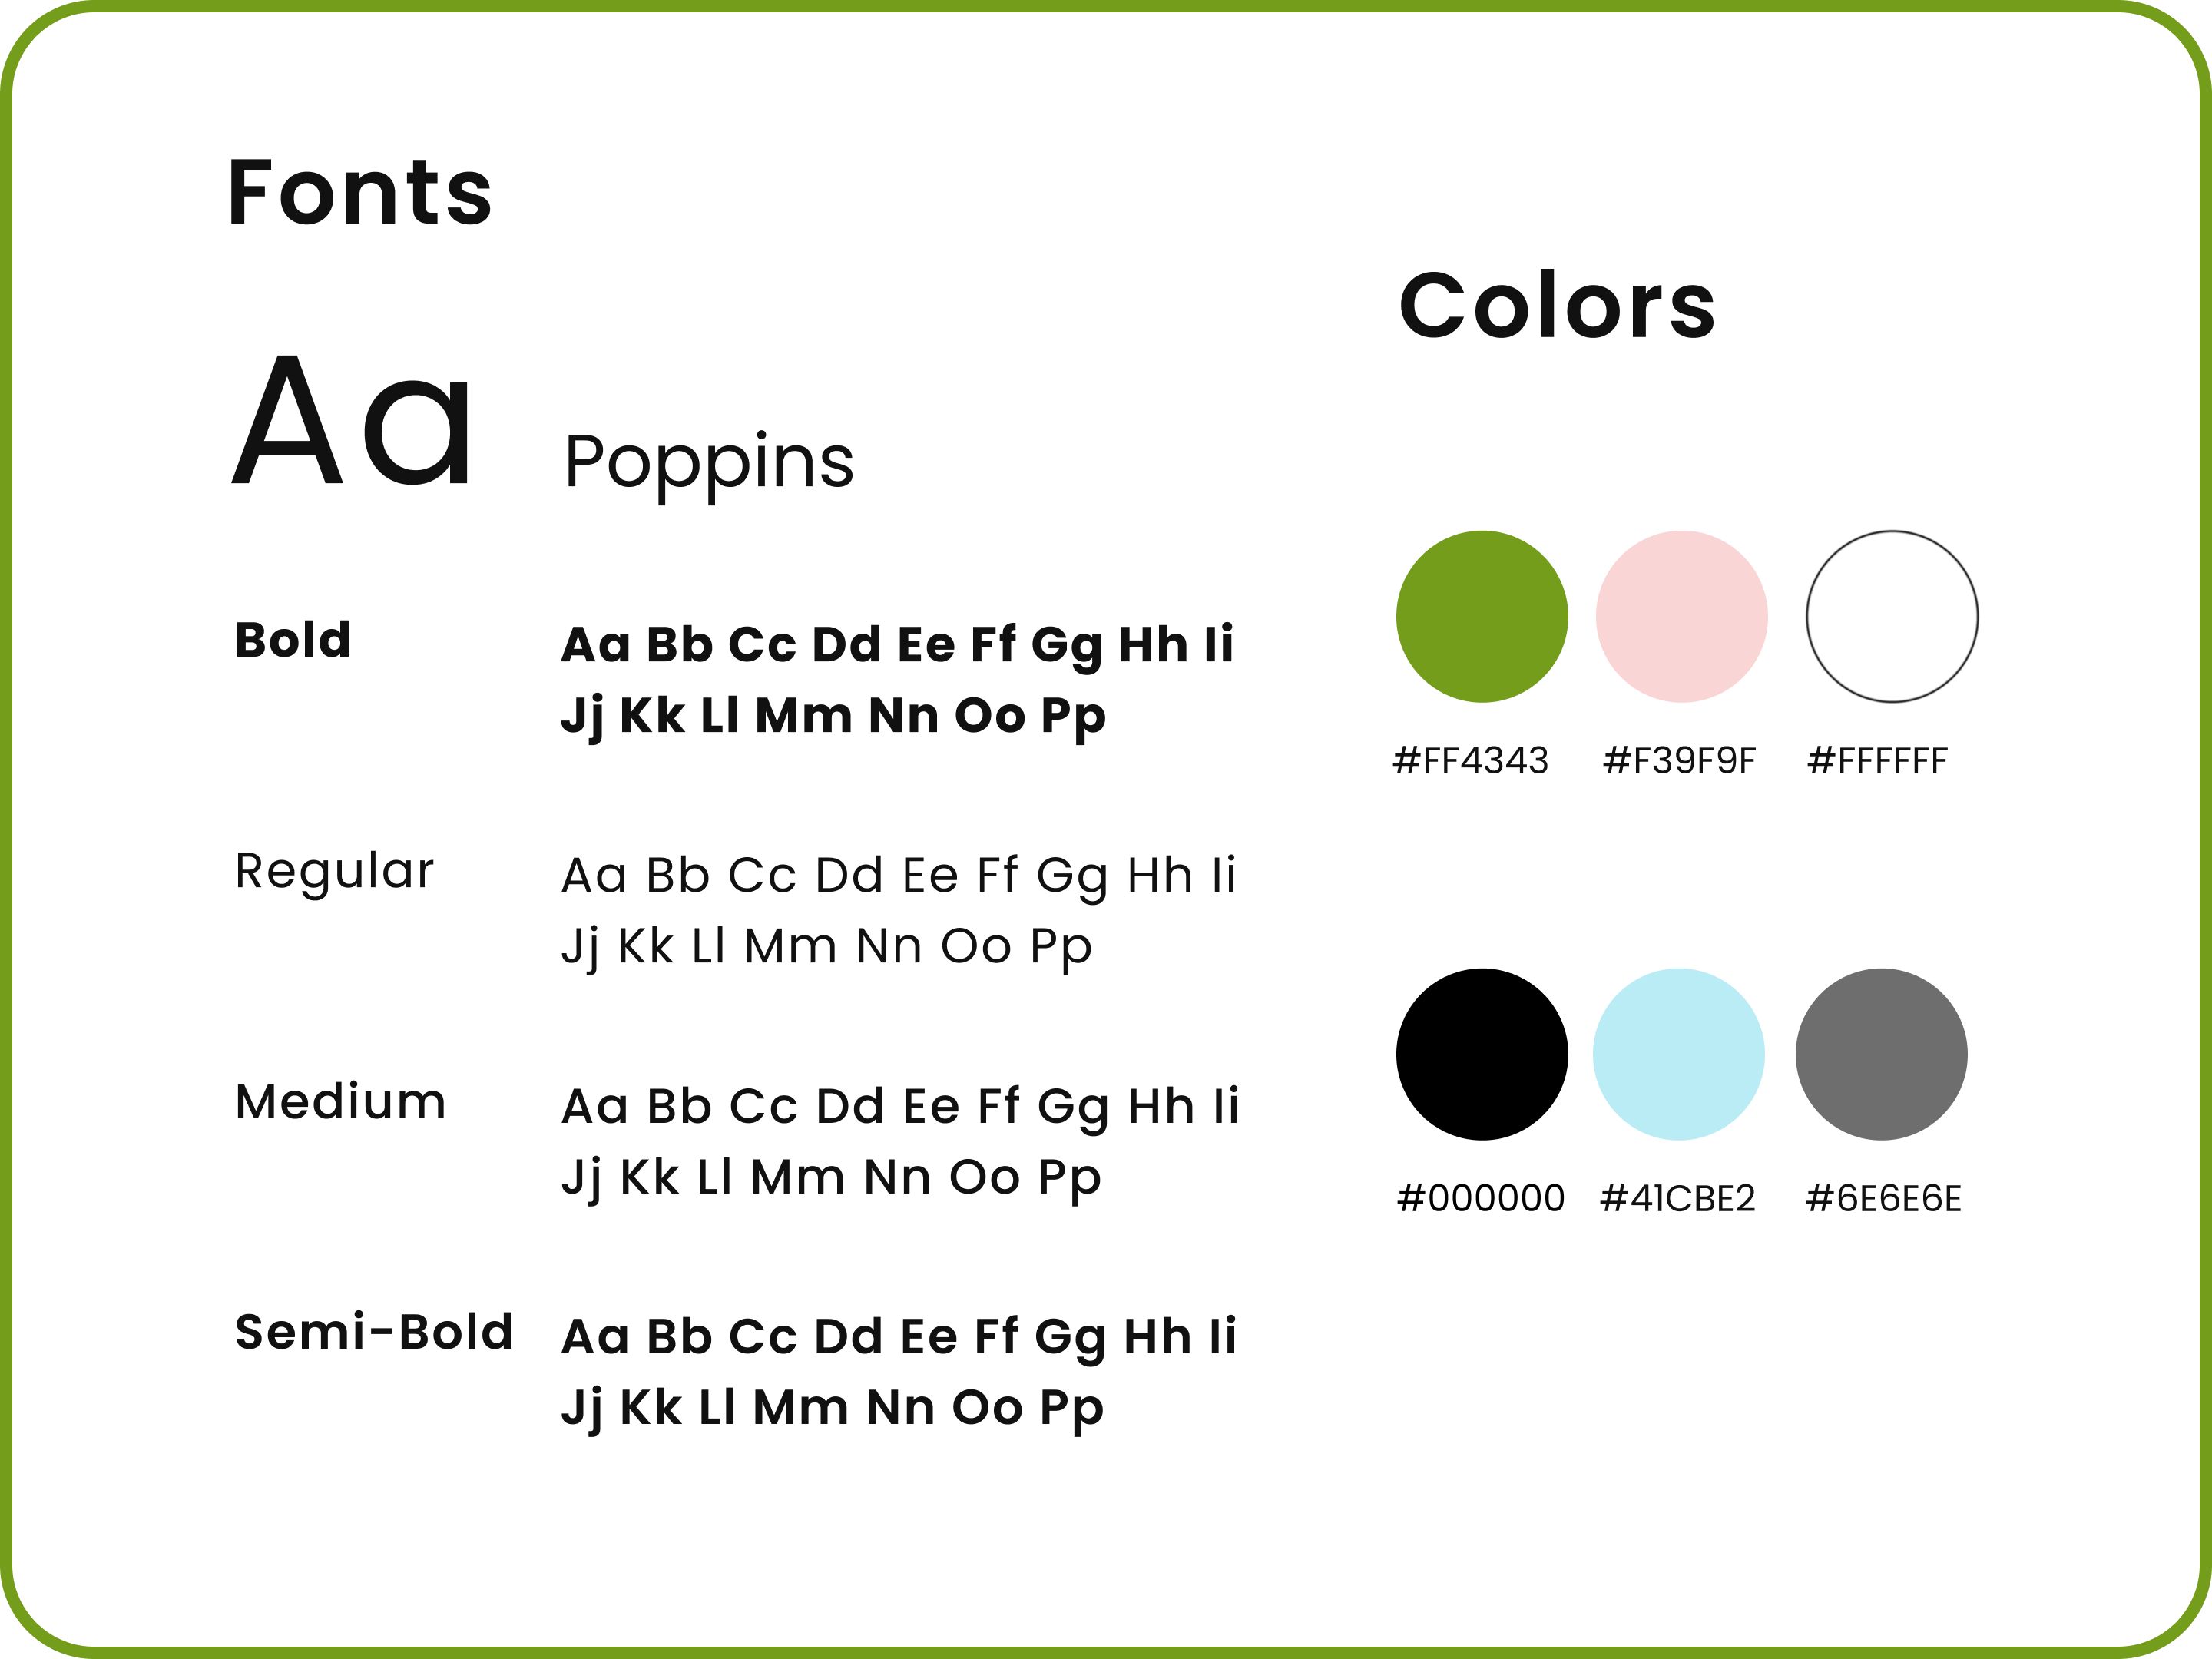 Fonts
Aa
Poppins
Bold
Aa Bb Cc Dd Ee Ff Gg Hh Ii
Jj Kk Ll Mm Nn Oo Pp
Regular
Aa Bb Cc Dd Ee Ff Gg Hh Ii
Jj Kk Ll Mm Nn Oo Pp
Medium
Aa Bb Cc Dd Ee Ff Gg Hh Ii
Jj Kk Ll Mm Nn Oo Pp
Semi-Bold
Aa Bb Cc Dd Ee Ff Gg Hh Ii
Jj Kk Ll Mm Nn Oo Pp
Colors
#FF4343
#F39F9F
#FFFFFF
#000000
#41CBE2
#6E6E6E